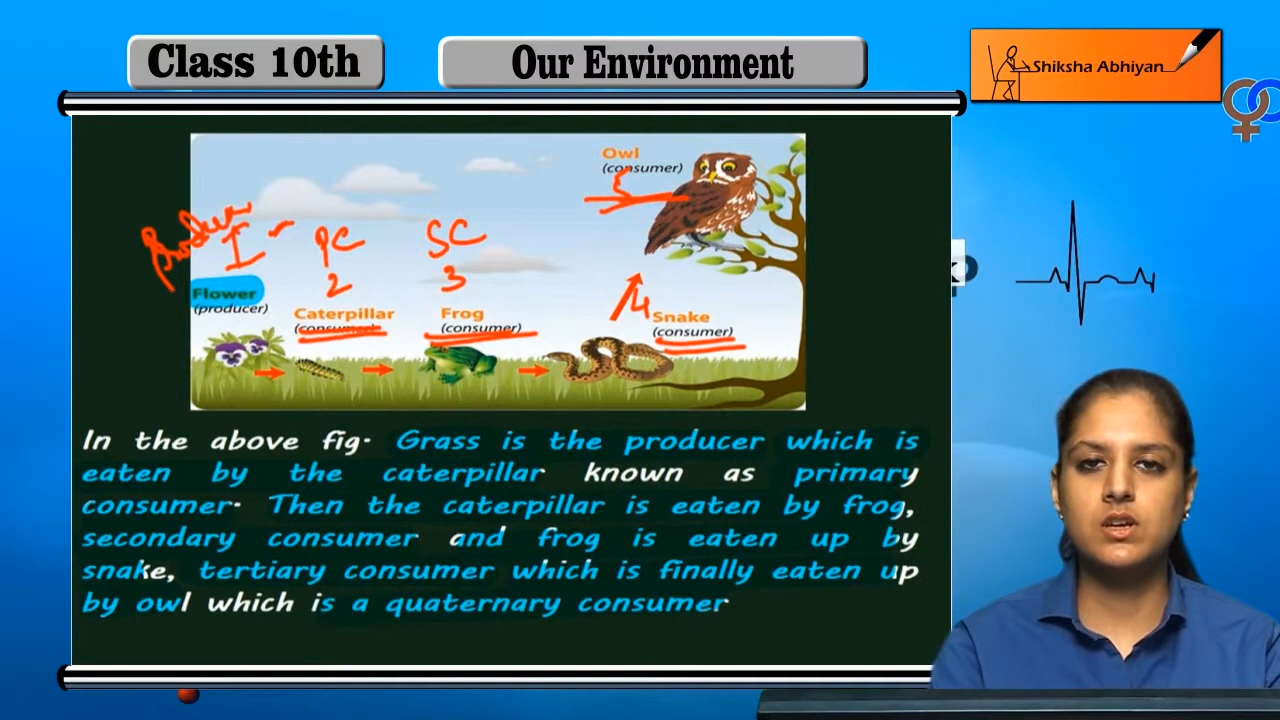 Class 10th
Our Environment
Shiksha Abhiyan
Owl
(consumer)
5
Producer
I
PC
SC
2
3
4
Flower
(producer)
Caterpillar
(consumer)
Frog
(consumer)
Snake
(consumer)
In the above fig. Grass is the producer which is
eaten by the caterpillar known as primary
consumer. Then the caterpillar is eaten by frog,
secondary consumer and frog is eaten up by
snake, tertiary consumer which is finally eaten up
by owl which is a quaternary consumer